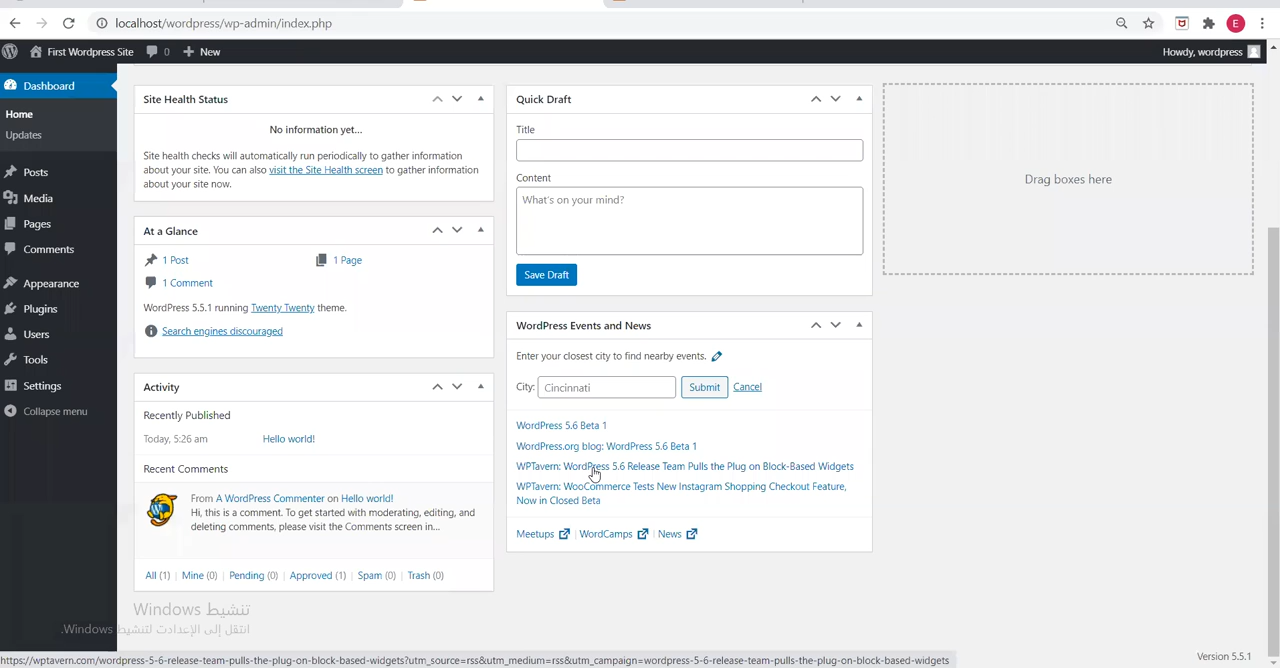 localhost/wordpress/wp-admin/index.php
E
First Wordpress Site
0
New
Howdy, wordpress
Dashboard
Home
Updates
Posts
Media
Pages
Comments
Appearance
Plugins
Users
Tools
Settings
Collapse menu
Site Health Status
No information yet...
Site health checks will automatically run periodically to gather information
about your site. You can also visit the Site Health screen to gather information
about your site now.
At a Glance
1 Post
1 Page
1 Comment
WordPress 5.5.1 running Twenty Twenty theme.
Search engines discouraged
Activity
Recently Published
Today, 5:26 am Hello world!
Recent Comments
From A WordPress Commenter on Hello world!
Hi, this is a comment. To get started with moderating, editing, and
deleting comments, please visit the Comments screen in...
All (1) | Mine (0) | Pending (0) | Approved (1) | Spam (0) | Trash (0)
Quick Draft
Title
Content
What's on your mind?
Save Draft
WordPress Events and News
Enter your closest city to find nearby events.
City: Cincinnati Submit Cancel
WordPress 5.6 Beta 1
WordPress.org blog: WordPress 5.6 Beta 1
WPTavern: WordPress 5.6 Release Team Pulls the Plug on Block-Based Widgets
WPTavern: WooCommerce Tests New Instagram Shopping Checkout Feature,
Now in Closed Beta
Meetups | WordCamps | News
Drag boxes here
تنشيط Windows
انتقل إلى الإعدادت لتنشيط Windows.
https://wptavern.com/wordpress-5-6-release-team-pulls-the-plug-on-block-based-widgets?utm_source=rss&utm_medium=rss&utm_campaign=wordpress-5-6-release-team-pulls-the-plug-on-block-based-widgets
Version 5.5.1